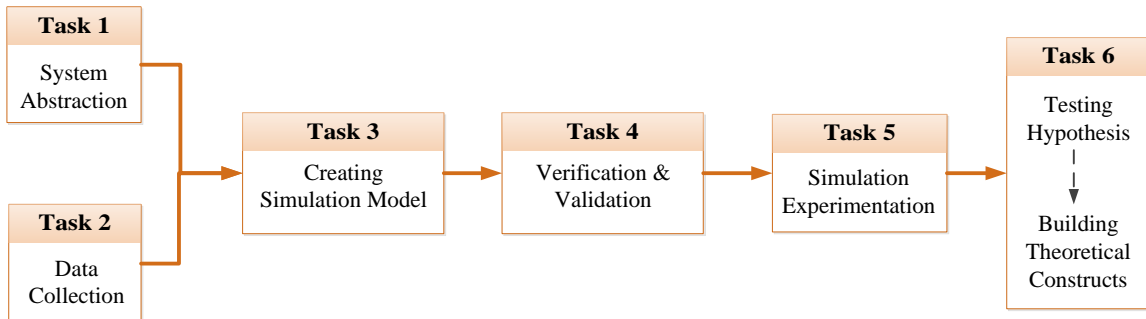 Task 1
System
Abstraction
Task 2
Data
Collection
Task 3
Creating
Simulation Model
Task 4
Verification &
Validation
Task 5
Simulation
Experimentation
Task 6
Testing
Hypothesis
Building
Theoretical
Constructs